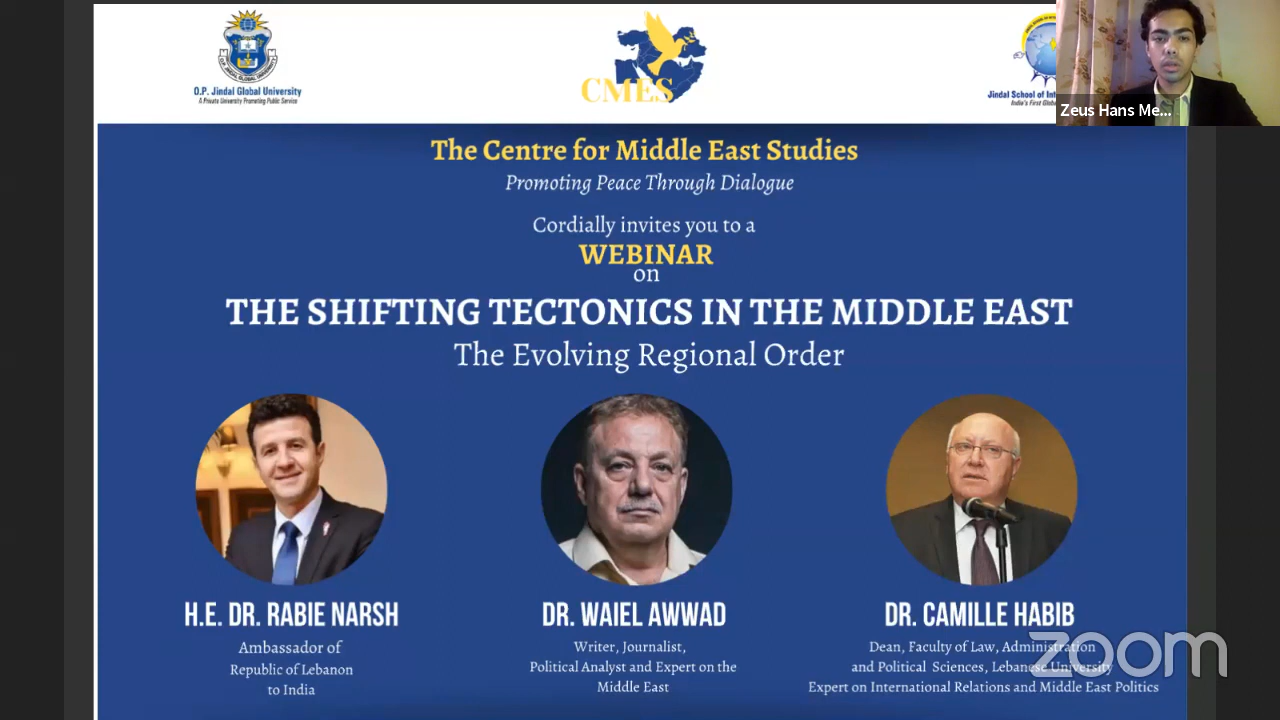 O.P. Jindal Global University
A Private University Promoting Public Service
CMES
Jindal School of
India's First
Zeus Hans Me...
The Centre for Middle East Studies
Promoting Peace Through Dialogue
Cordially invites you to a
WEBINAR
on
THE SHIFTING TECTONICS IN THE MIDDLE EAST
The Evolving Regional Order
H.E. DR. RABIE NARSH
Ambassador of
Republic of Lebanon
to India
DR. WAIEL AWWAD
Writer, Journalist,
Political Analyst and Expert on the
Middle East
DR. CAMILLE HABIB
Dean, Faculty of Law, Administration
and Political Sciences, Lebanese University
Expert on International Relations and Middle East Politics
zoom